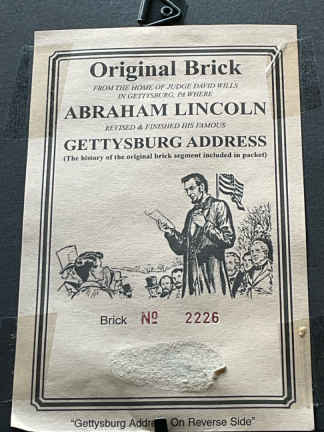 Original Brick
FROM THE HOME OF JUDGE DAVID WILLS
IN GETTYSBURG, PA WHERE
ABRAHAM LINCOLN
REVISED & FINISHED HIS FAMOUS
GETTYSBURG ADDRESS
(The history of the original brick segment included in packet)
Brick Nº 2226
"Gettysburg Address On Reverse Side"